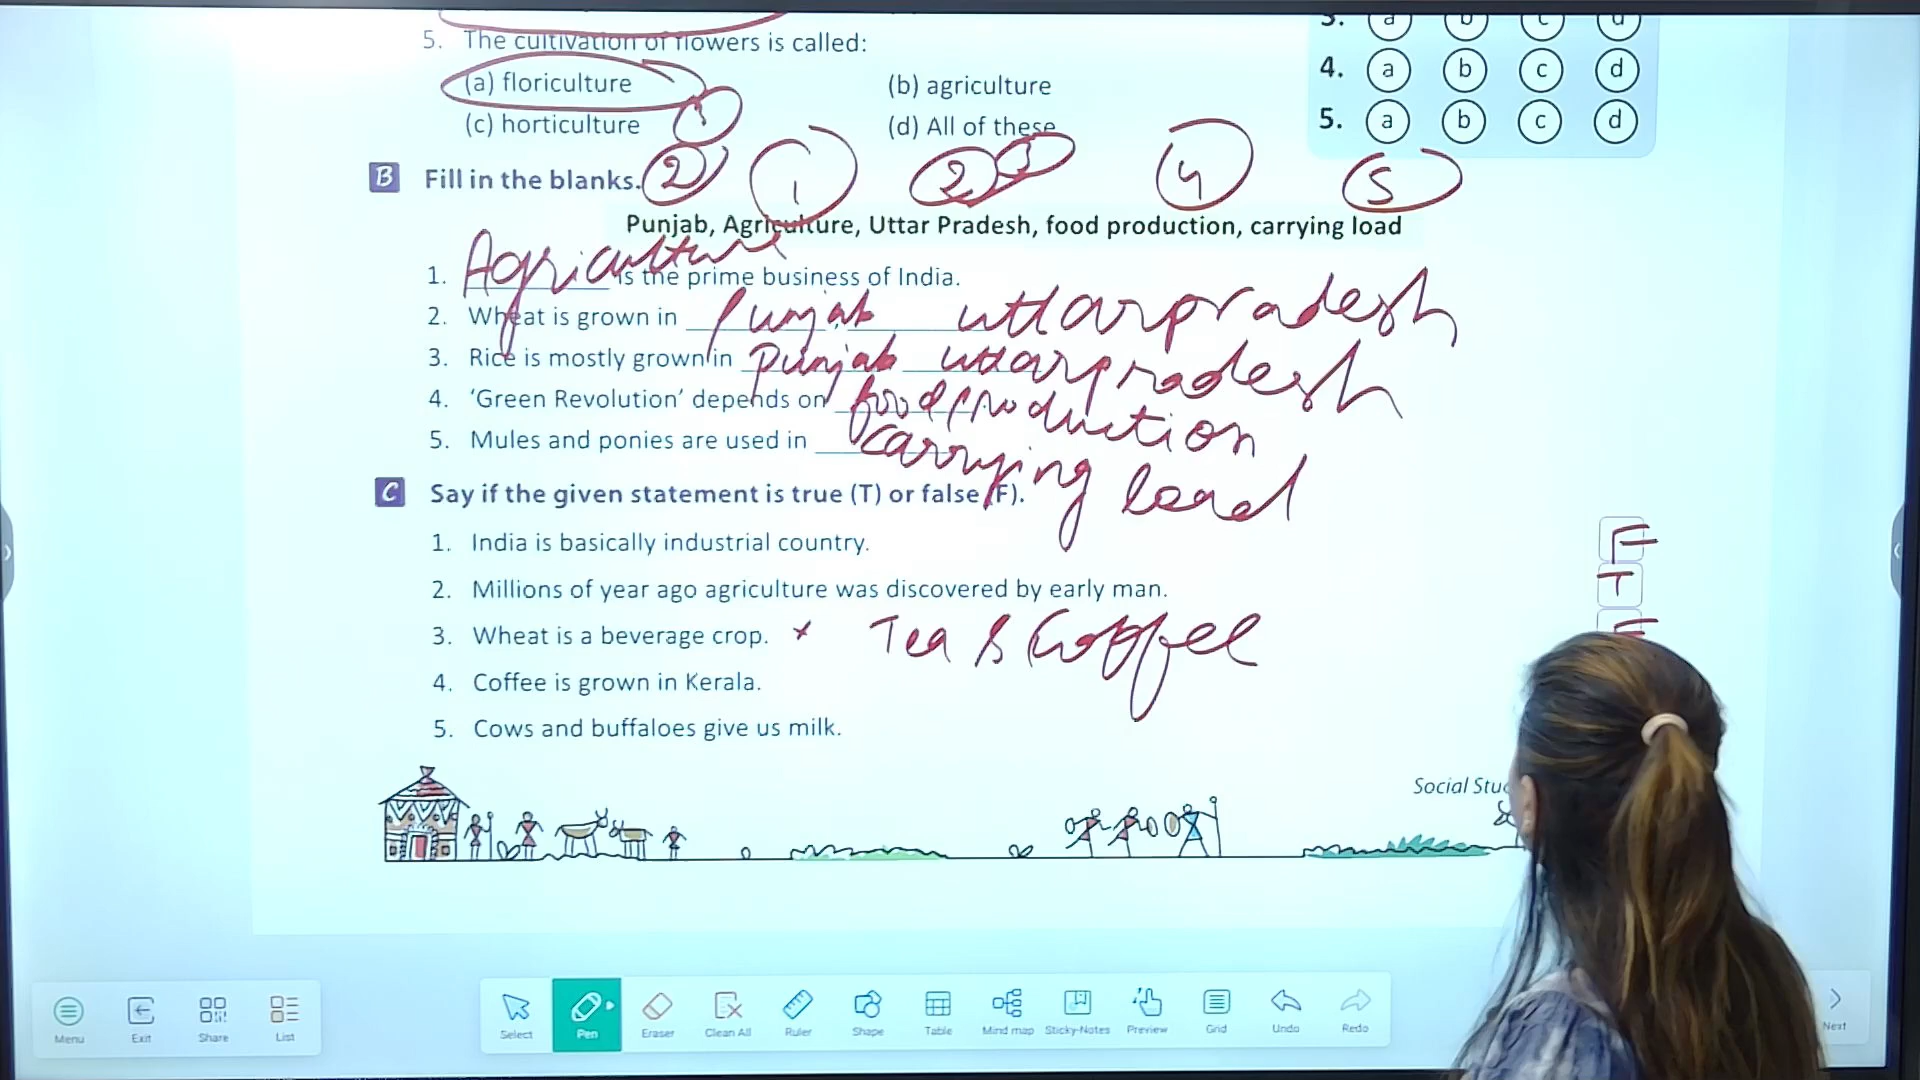 3. a b c d
5. The cultivation of flowers is called:
4. a b c d
(a) floriculture (b) agriculture
(c) horticulture (d) All of these
5. a b c d
B Fill in the blanks. 2 1 2 3 4 5
Punjab, Agriculture, Uttar Pradesh, food production, carrying load
1. Agriculture is the prime business of India.
2. Wheat is grown in Punjab, uttarpradesh
3. Rice is mostly grown in Punjab uttarpradesh
4. ‘Green Revolution’ depends on food production
5. Mules and ponies are used in carrying load
C Say if the given statement is true (T) or false (F).
1. India is basically industrial country. F
2. Millions of year ago agriculture was discovered by early man. T
3. Wheat is a beverage crop. × Tea & Coffee F
4. Coffee is grown in Kerala.
5. Cows and buffaloes give us milk.
Social
Menu Exit Share List Select Pen Eraser Clean All Ruler Shape Table Mind map Sticky-Notes Preview Grid Undo Redo Next